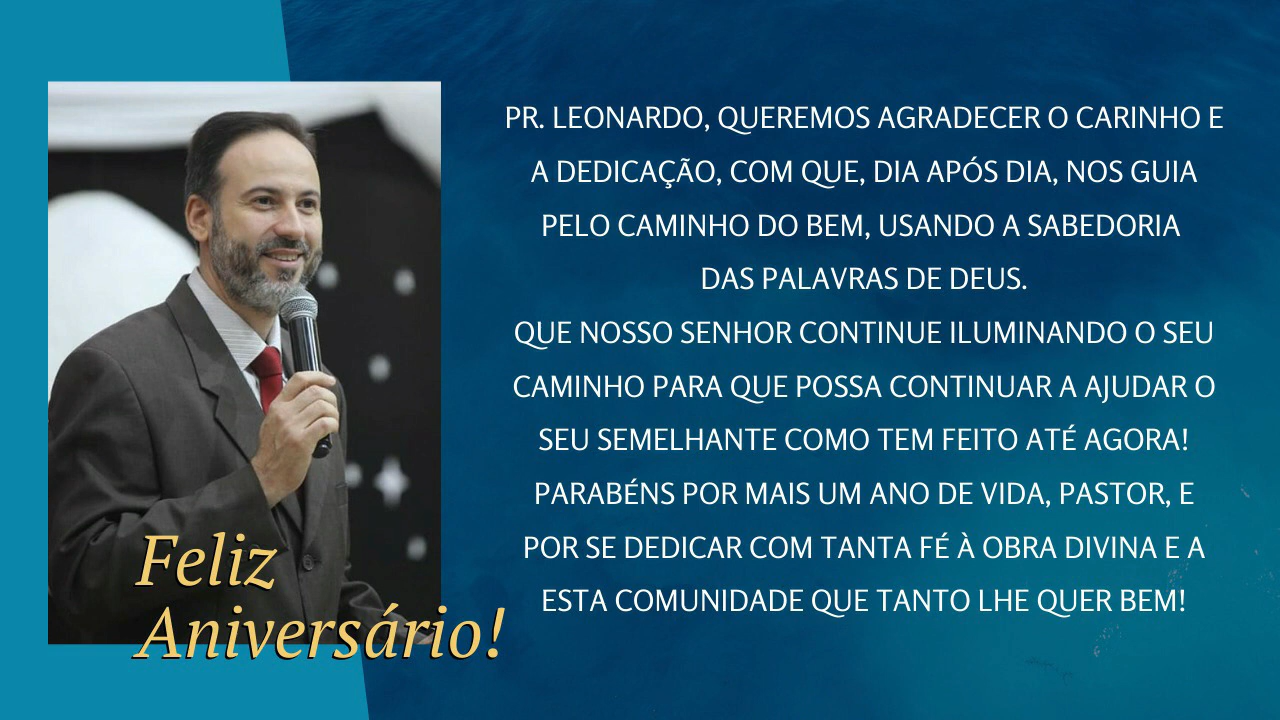 PR. LEONARDO, QUEREMOS AGRADECER O CARINHO E
A DEDICAÇÃO, COM QUE, DIA APÓS DIA, NOS GUIA
PELO CAMINHO DO BEM, USANDO A SABEDORIA
DAS PALAVRAS DE DEUS.
QUE NOSSO SENHOR CONTINUE ILUMINANDO O SEU
CAMINHO PARA QUE POSSA CONTINUAR A AJUDAR O
SEU SEMELHANTE COMO TEM FEITO ATÉ AGORA!
PARABÉNS POR MAIS UM ANO DE VIDA, PASTOR, E
POR SE DEDICAR COM TANTA FÉ À OBRA DIVINA E A
ESTA COMUNIDADE QUE TANTO LHE QUER BEM!
Feliz
Aniversário!